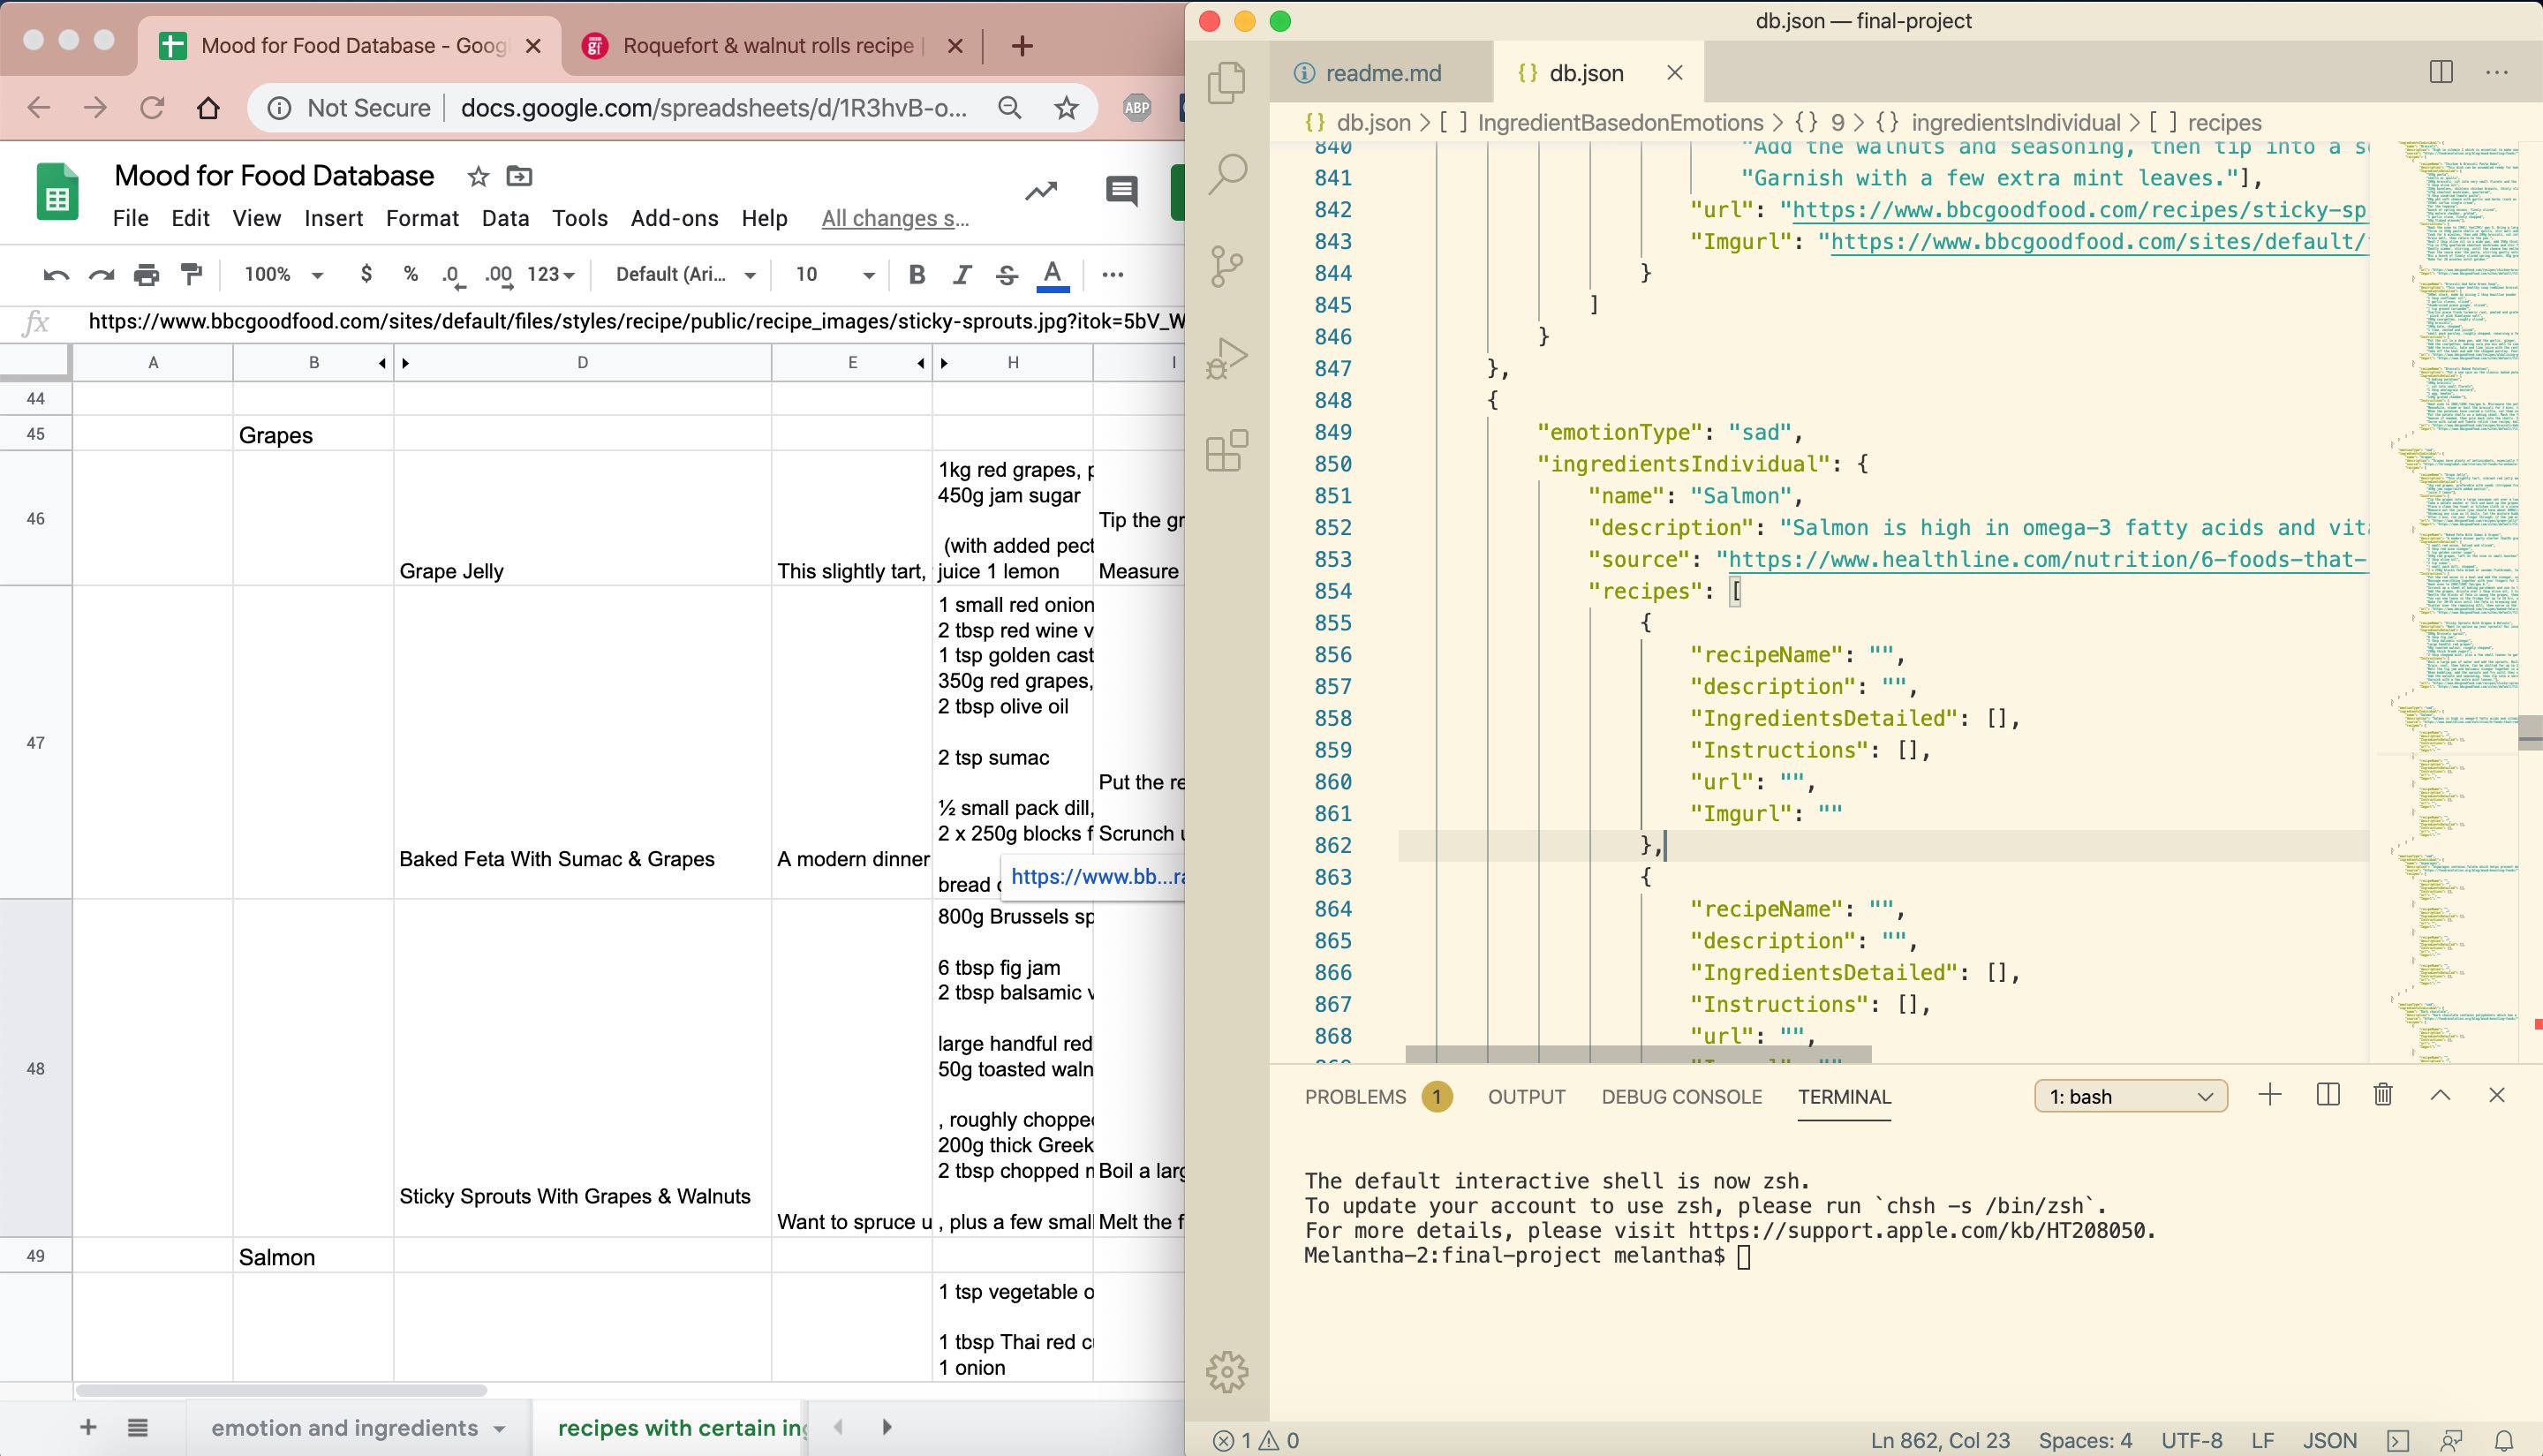 Mood for Food Database - Goog
Roquefort & walnut rolls recipe
Not Secure
docs.google.com/spreadsheets/d/1R3hvB-o...
ABP
Mood for Food Database
File Edit View Insert Format Data Tools Add-ons Help All changes s...
100% $ % .0 .00 123 Default (Ari... 10 B I S A ...
fx https://www.bbcgoodfood.com/sites/default/files/styles/recipe/public/recipe_images/sticky-sprouts.jpg?itok=5bV_W
A B D E H I
44
45 Grapes
46
Grape Jelly
This slightly tart,
1kg red grapes, p
450g jam sugar
(with added pect
juice 1 lemon
Tip the gr
Measure
47
Baked Feta With Sumac & Grapes
A modern dinner
1 small red onion
2 tbsp red wine v
1 tsp golden cast
350g red grapes,
2 tbsp olive oil
2 tsp sumac
½ small pack dill,
2 x 250g blocks f
bread
Put the re
Scrunch u
https://www.bb...ra
48
Sticky Sprouts With Grapes & Walnuts
Want to spruce u
800g Brussels sp
6 tbsp fig jam
2 tbsp balsamic v
large handful red
50g toasted waln
, roughly chopped
200g thick Greek
2 tbsp chopped m
, plus a few small
Boil a larg
Melt the f
49 Salmon
1 tsp vegetable o
1 tbsp Thai red cu
1 onion
emotion and ingredients
recipes with certain ing
db.json — final-project
readme.md
{} db.json
{} db.json > [ ] IngredientBasedonEmotions > {} 9 > {} ingredientsIndividual > [ ] recipes
840 "Add the walnuts and seasoning, then tip into a se
841 "Garnish with a few extra mint leaves."],
842 "url": "https://www.bbcgoodfood.com/recipes/sticky-sp
843 "Imgurl": "https://www.bbcgoodfood.com/sites/default/
844 }
845 ]
846 }
847 },
848 {
849 "emotionType": "sad",
850 "ingredientsIndividual": {
851 "name": "Salmon",
852 "description": "Salmon is high in omega-3 fatty acids and vita
853 "source": "https://www.healthline.com/nutrition/6-foods-that-
854 "recipes": [
855 {
856 "recipeName": "",
857 "description": "",
858 "IngredientsDetailed": [],
859 "Instructions": [],
860 "url": "",
861 "Imgurl": ""
862 },
863 {
864 "recipeName": "",
865 "description": "",
866 "IngredientsDetailed": [],
867 "Instructions": [],
868 "url": "",
869 "Imgurl": ""
PROBLEMS 1 OUTPUT DEBUG CONSOLE TERMINAL 1: bash
The default interactive shell is now zsh.
To update your account to use zsh, please run `chsh -s /bin/zsh`.
For more details, please visit https://support.apple.com/kb/HT208050.
Melantha-2:final-project melantha$
1 0 Ln 862, Col 23 Spaces: 4 UTF-8 LF JSON